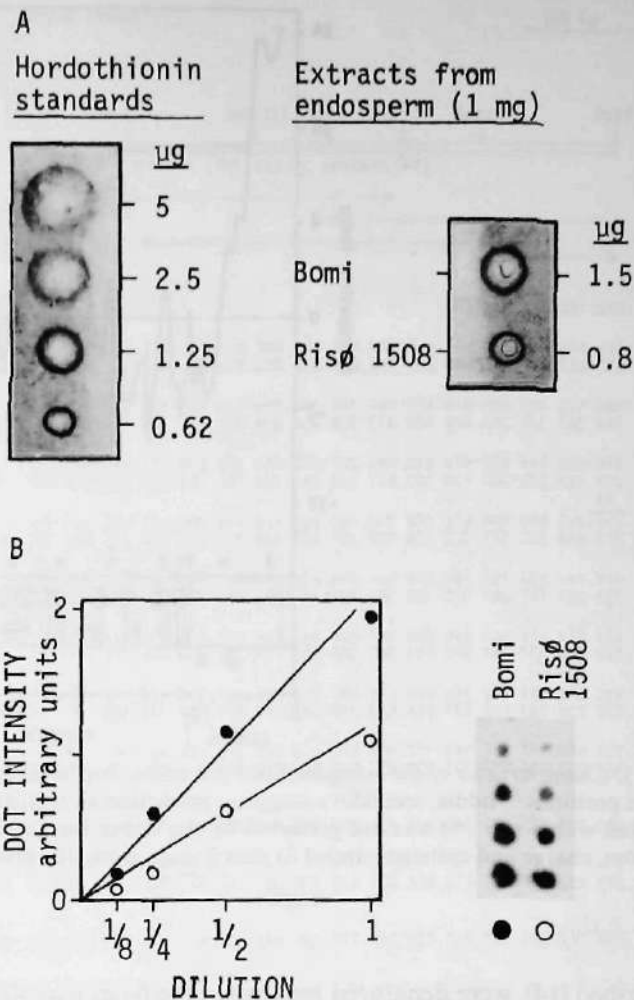 A
Hordothionin
standards
µg
5
2.5
1.25
0.62
Extracts from
endosperm (1 mg)
µg
Bomi
1.5
Risø 1508
0.8
B
DOT INTENSITY
arbitrary units
2
0
1/8 1/4 1/2 1
DILUTION
Bomi
Risø
1508